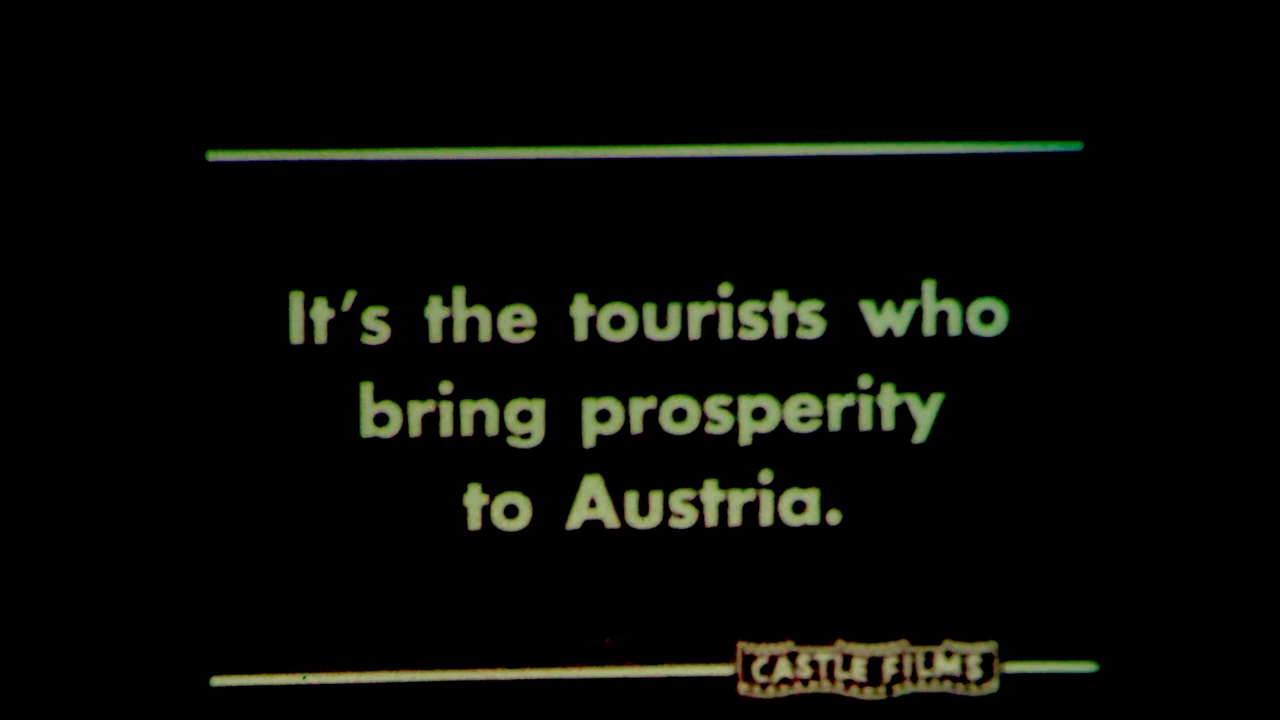 It's the tourists who
bring prosperity
to Austria.
CASTLE FILMS